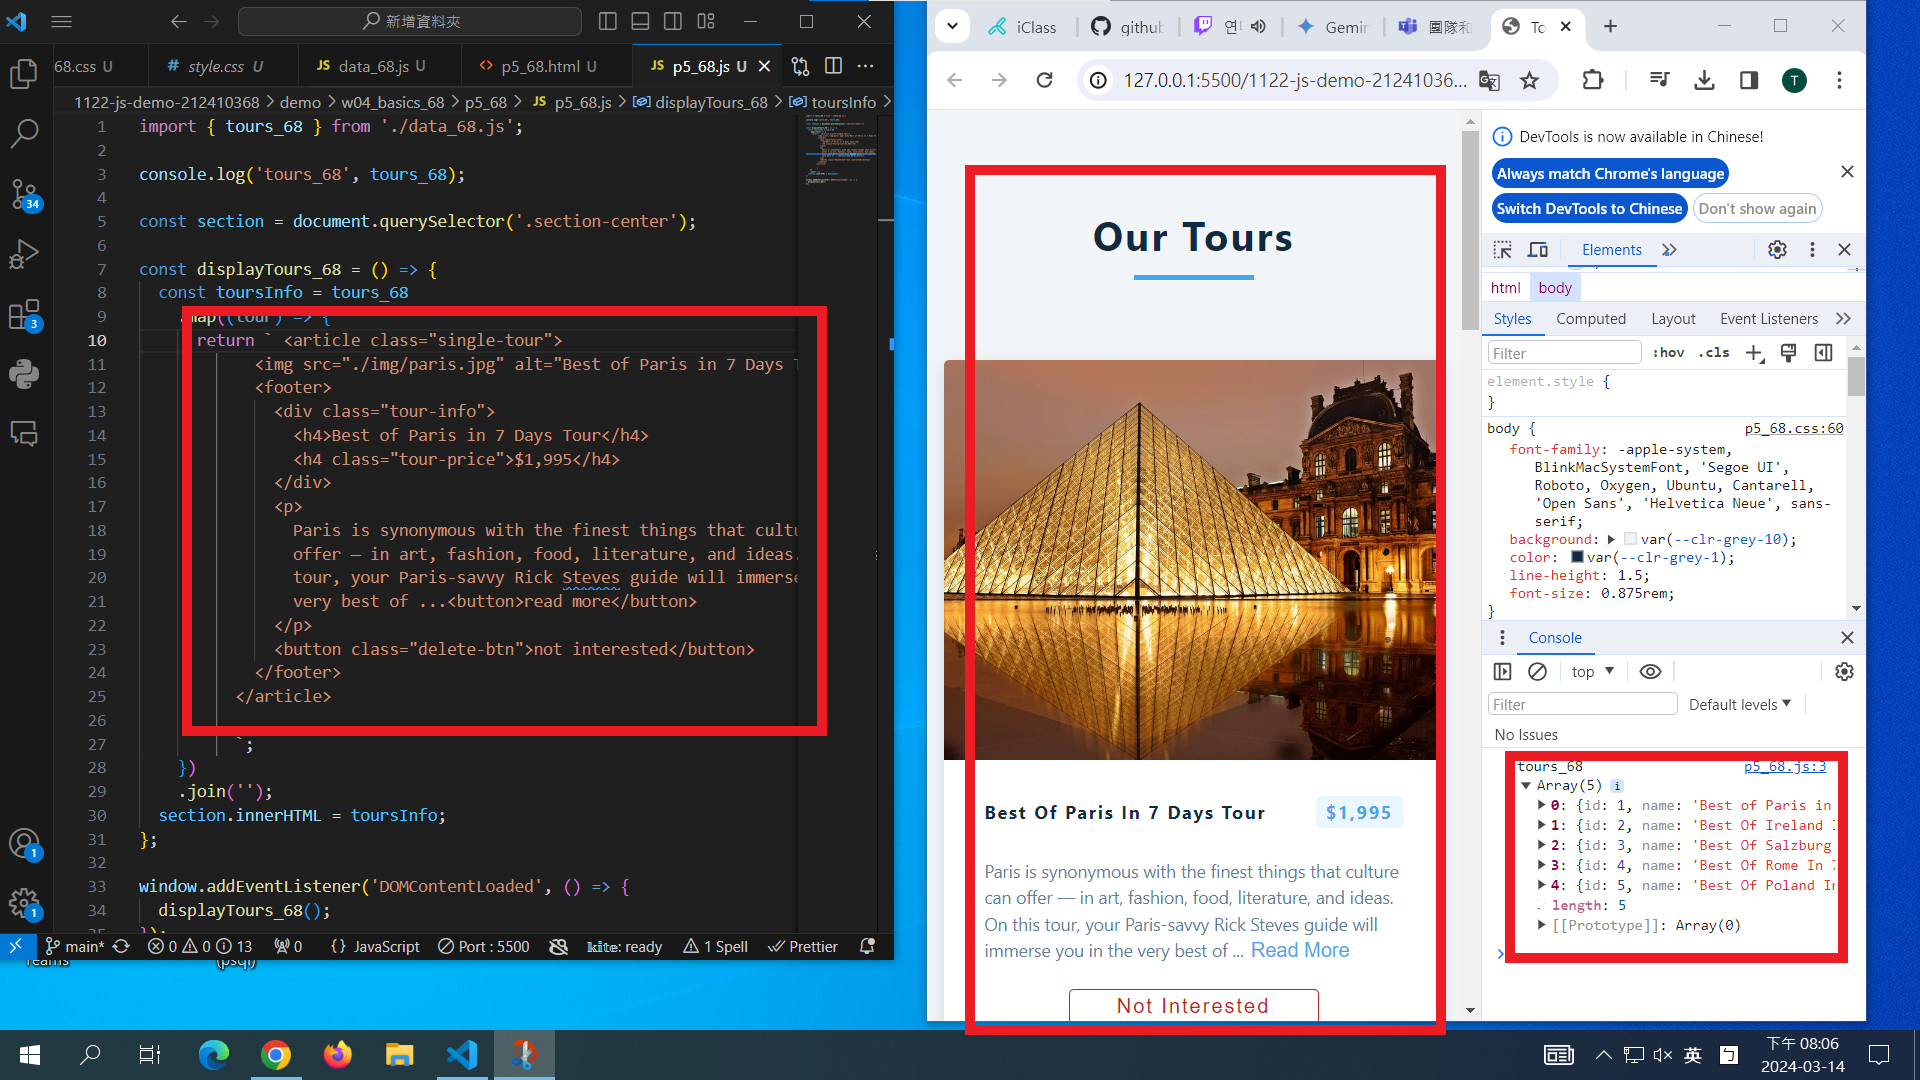 新增資料夾
68.css U
style.css U
data_68.js U
p5_68.html U
p5_68.js U
1122-js-demo-212410368 > demo > w04_basics_68 > p5_68 > JS p5_68.js > displayTours_68 > toursInfo >
1 import { tours_68 } from './data_68.js';
2
3 console.log('tours_68', tours_68);
4
5 const section = document.querySelector('.section-center');
6
7 const displayTours_68 = () => {
8 const toursInfo = tours_68
9 .map((tour) => {
10 return ` <article class="single-tour">
11 <img src="./img/paris.jpg" alt="Best of Paris in 7 Days T
12 <footer>
13 <div class="tour-info">
14 <h4>Best of Paris in 7 Days Tour</h4>
15 <h4 class="tour-price">$1,995</h4>
16 </div>
17 <p>
18 Paris is synonymous with the finest things that cultu
19 offer — in art, fashion, food, literature, and ideas.
20 tour, your Paris-savvy Rick Steves guide will immerse
21 very best of ...<button>read more</button>
22 </p>
23 <button class="delete-btn">not interested</button>
24 </footer>
25 </article>
26
27 `;
28 })
29 .join('');
30 section.innerHTML = toursInfo;
31 };
32
33 window.addEventListener('DOMContentLoaded', () => {
34 displayTours_68();
main* 0 0 13 0 {} JavaScript Port : 5500 kite: ready 1 Spell Prettier
34
3
1
1
Teams
(psql)
iClass
github
연
Gemin
團隊和
To
127.0.0.1:5500/1122-js-demo-21241036...
T
Our Tours
Best Of Paris In 7 Days Tour
$1,995
Paris is synonymous with the finest things that culture
can offer — in art, fashion, food, literature, and ideas.
On this tour, your Paris-savvy Rick Steves guide will
immerse you in the very best of ... Read More
Not Interested
DevTools is now available in Chinese!
Always match Chrome's language
Switch DevTools to Chinese
Don't show again
Elements
html body
Styles Computed Layout Event Listeners
Filter :hov .cls
element.style {
}
body { p5_68.css:60
font-family: -apple-system,
BlinkMacSystemFont, 'Segoe UI',
Roboto, Oxygen, Ubuntu, Cantarell,
'Open Sans', 'Helvetica Neue', sans-
serif;
background: var(--clr-grey-10);
color: var(--clr-grey-1);
line-height: 1.5;
font-size: 0.875rem;
}
Console
top
Filter Default levels
No Issues
tours_68 p5_68.js:3
Array(5) i
0: {id: 1, name: 'Best of Paris in
1: {id: 2, name: 'Best Of Ireland
2: {id: 3, name: 'Best Of Salzburg
3: {id: 4, name: 'Best Of Rome In 7
4: {id: 5, name: 'Best Of Poland In
length: 5
[[Prototype]]: Array(0)
英
下午 08:06
2024-03-14